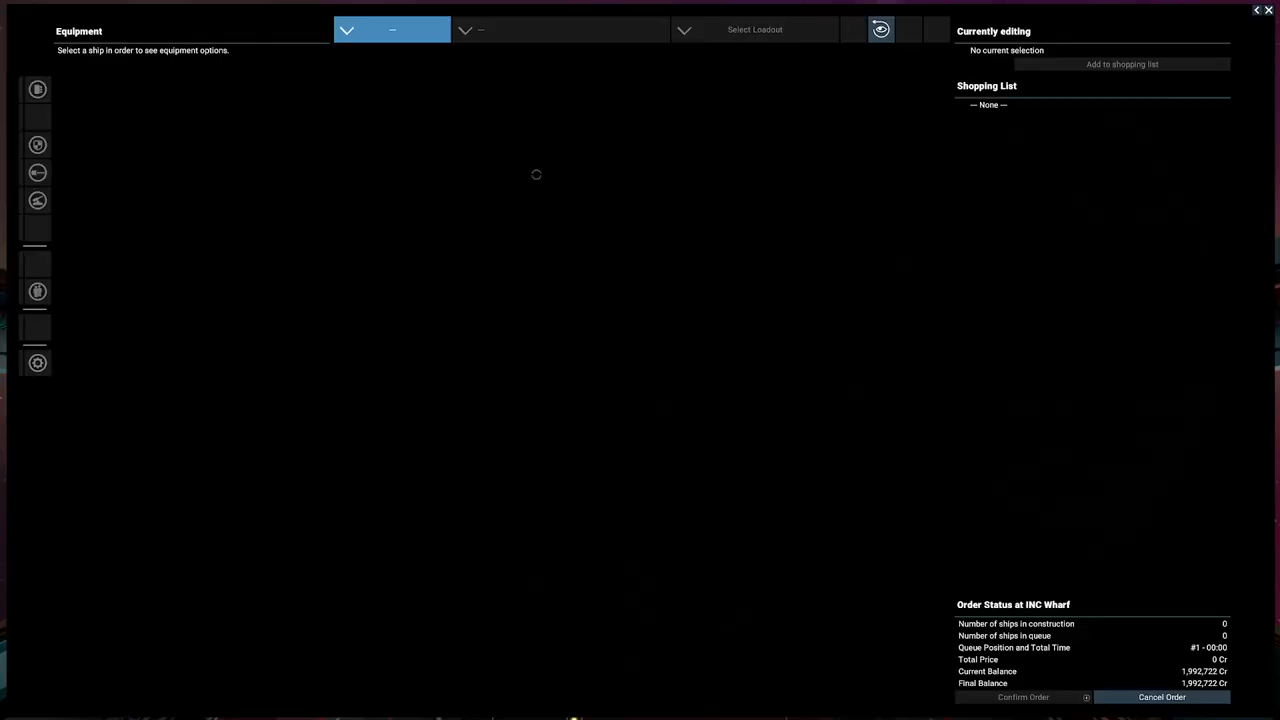 Equipment
Select a ship in order to see equipment options.
--
--
Select Loadout
Currently editing
No current selection
Add to shopping list
Shopping List
— None —
Order Status at INC Wharf
Number of ships in construction 0
Number of ships in queue 0
Queue Position and Total Time #1 - 00:00
Total Price 0 Cr
Current Balance 1,992,722 Cr
Final Balance 1,992,722 Cr
Confirm Order
Cancel Order